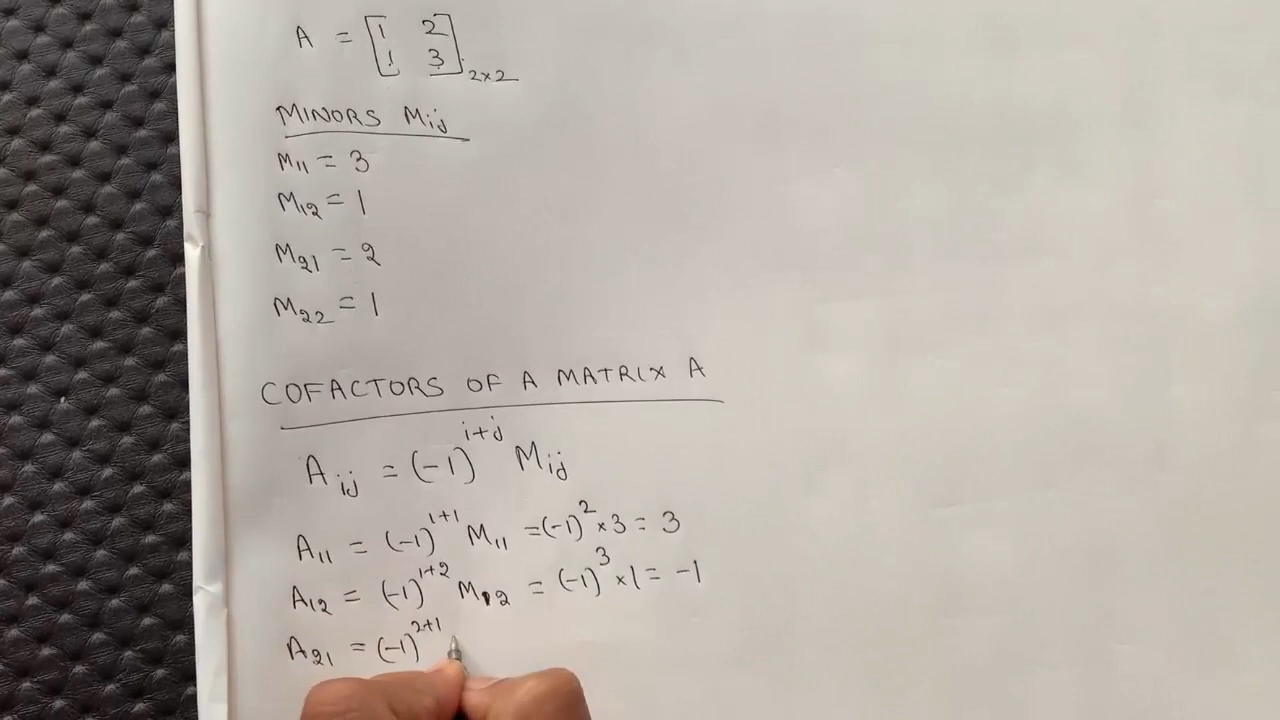 A = [1 2
1 3]2×2
MINORS Mij
M11 = 3
M12 = 1
M21 = 2
M22 = 1
COFACTORS OF A MATRIX A
Aij = (-1)^i+j Mij
A11 = (-1)^1+1 M11 = (-1)^2 × 3 = 3
A12 = (-1)^1+2 M12 = (-1)^3 × 1 = -1
A21 = (-1)^2+1